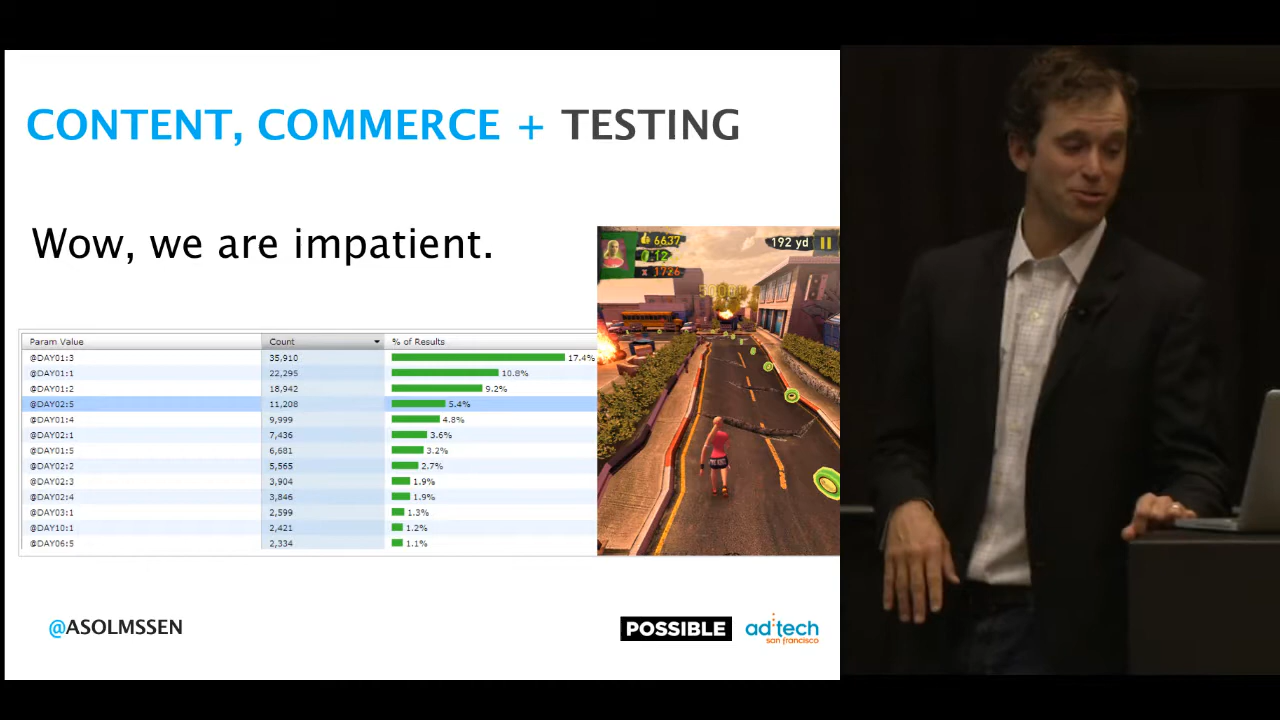 CONTENT, COMMERCE + TESTING
Wow, we are impatient.
6637
192 yd
12
1726
Param Value Count % of Results
@DAY01:3 35,910 17.4%
@DAY01:1 22,295 10.8%
@DAY01:2 18,942 9.2%
@DAY02:5 11,208 5.4%
@DAY01:4 9,999 4.8%
@DAY02:1 7,436 3.6%
@DAY01:5 6,681 3.2%
@DAY02:2 5,565 2.7%
@DAY02:3 3,904 1.9%
@DAY02:4 3,846 1.9%
@DAY03:1 2,599 1.3%
@DAY10:1 2,421 1.2%
@DAY06:5 2,334 1.1%
@ASOLMSSEN
POSSIBLE
ad:tech
san francisco